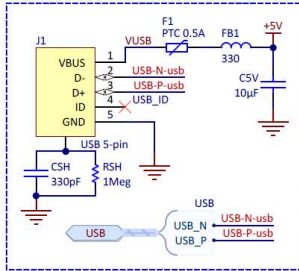 F1
PTC 0.5A
FB1
330
+5V
J1
VUSB
VBUS 1
D- 2 USB-N-usb
D+ 3 USB-P-usb
ID 4 USB_ID
GND 5
C5V
10µF
USB 5-pin
CSH
330pF
RSH
1Meg
USB
USB
USB_N USB-N-usb
USB_P USB-P-usb